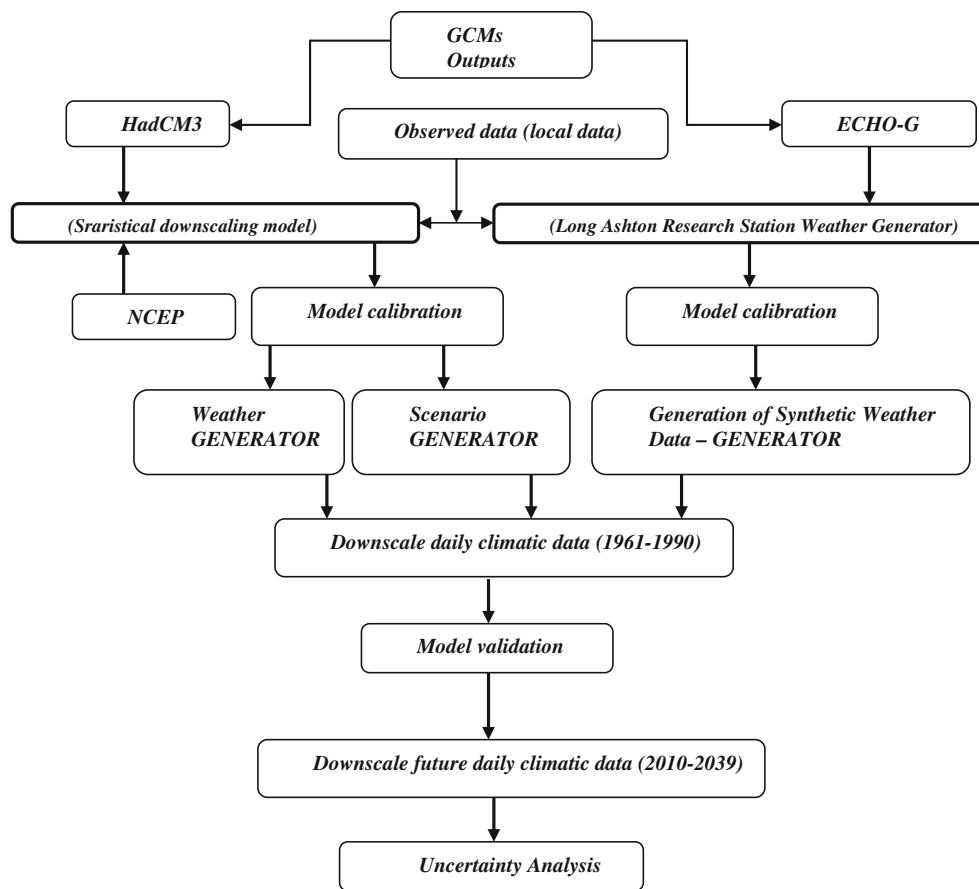 GCMs
Outputs
HadCM3
Observed data (local data)
ECHO-G
(Sraristical downscaling model)
(Long Ashton Research Station Weather Generator)
NCEP
Model calibration
Model calibration
Weather
GENERATOR
Scenario
GENERATOR
Generation of Synthetic Weather
Data – GENERATOR
Downscale daily climatic data (1961-1990)
Model validation
Downscale future daily climatic data (2010-2039)
Uncertainty Analysis